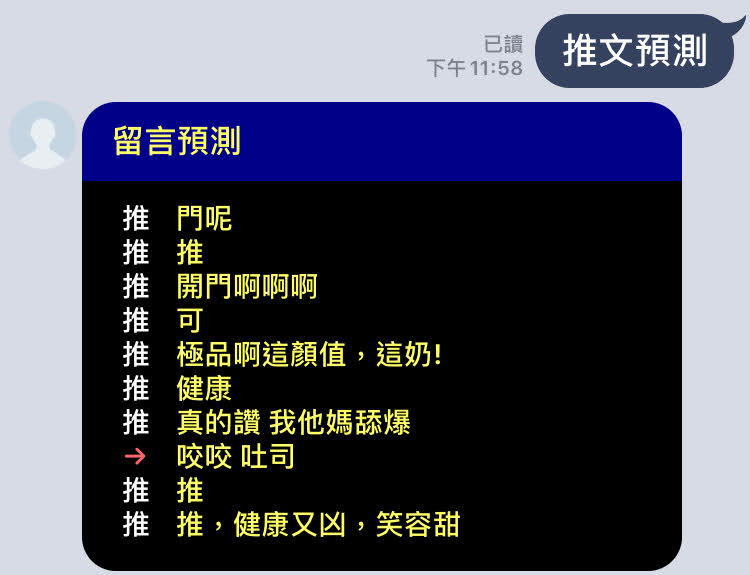 推文預測
已讀
下午 11:58
留言預測
推 門呢
推 推
推 開門啊啊啊
推 可
推 極品啊這顏值，這奶!
推 健康
推 真的讚 我他媽舔爆
→ 咬咬 吐司
推 推
推 推，健康又凶，笑容甜